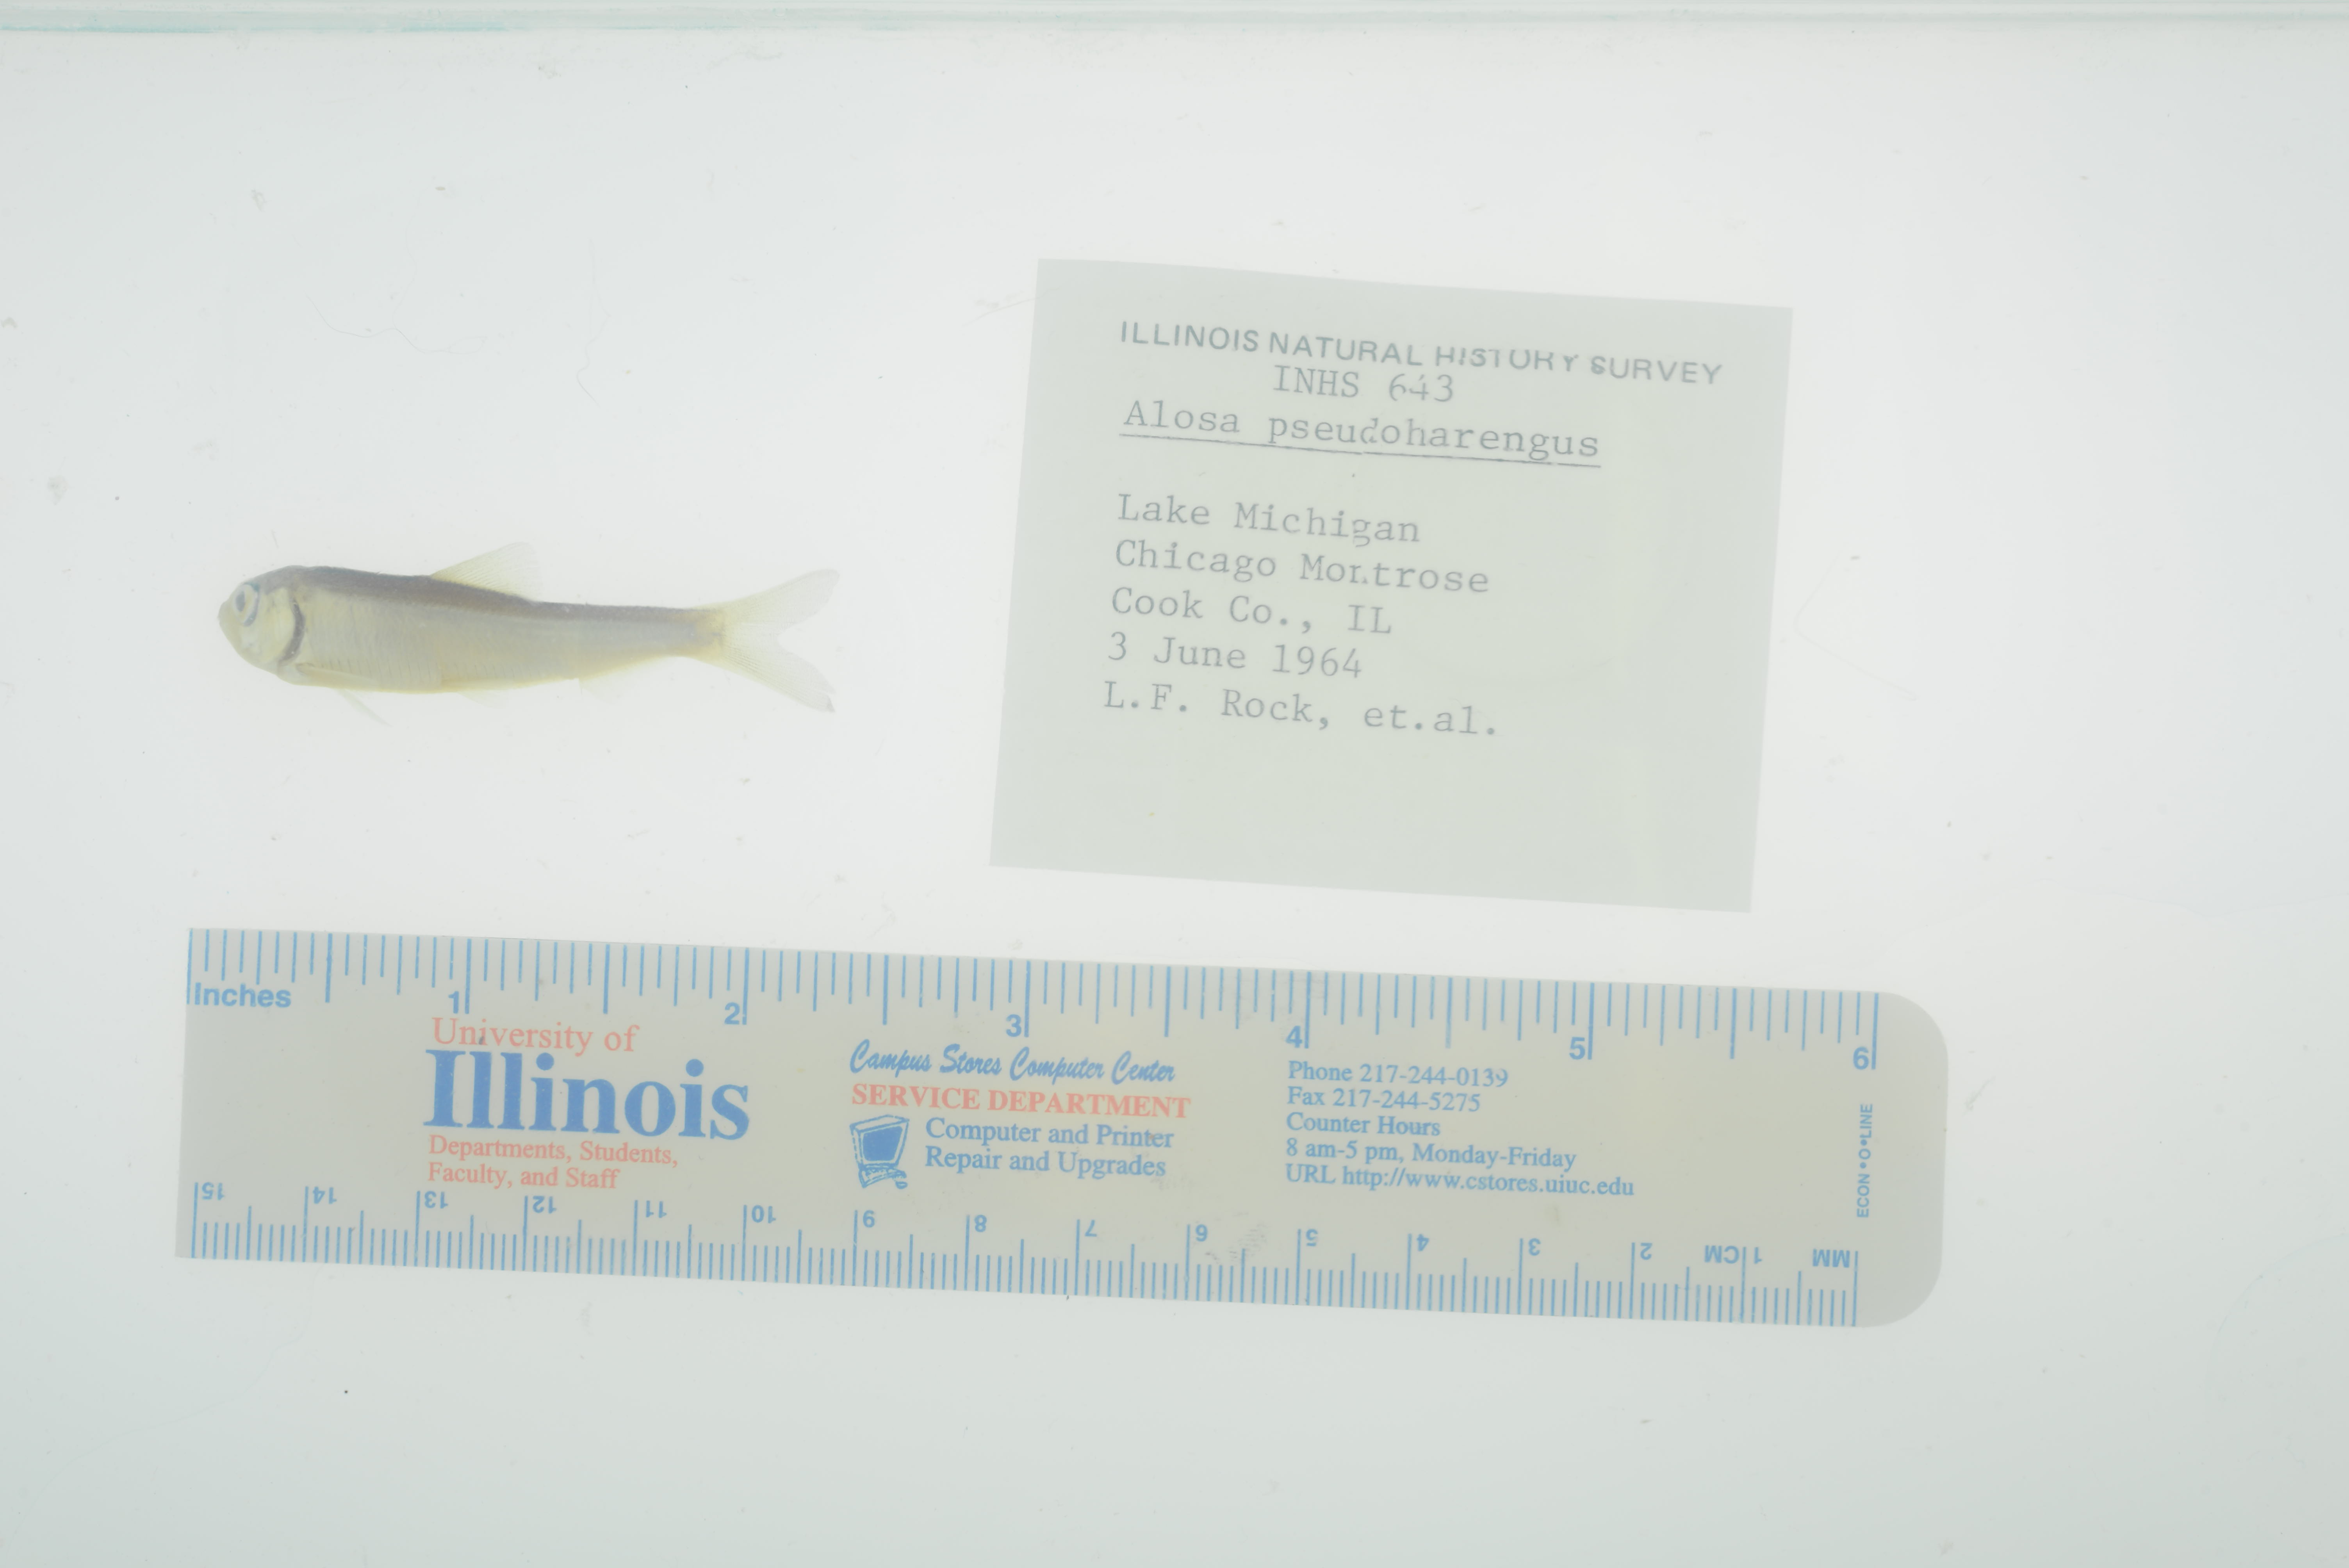 ILLINOIS NATURAL HISTORY SURVEY
INHS 643
Alosa pseudoharengus
Lake Michigan
Chicago Montrose
Cook Co., IL
3 June 1964
L.F. Rock, et.al.
Inches 1 2 3 4 5 6
University of
Illinois
Departments, Students,
Faculty, and Staff
Campus Stores Computer Center
SERVICE DEPARTMENT
Computer and Printer
Repair and Upgrades
Phone 217-244-0139
Fax 217-244-5275
Counter Hours
8 am-5 pm, Monday-Friday
URL http://www.cstores.uiuc.edu
ECON•O•LINE
MM 1 CM 2 3 4 5 6 7 8 9 10 11 12 13 14 15